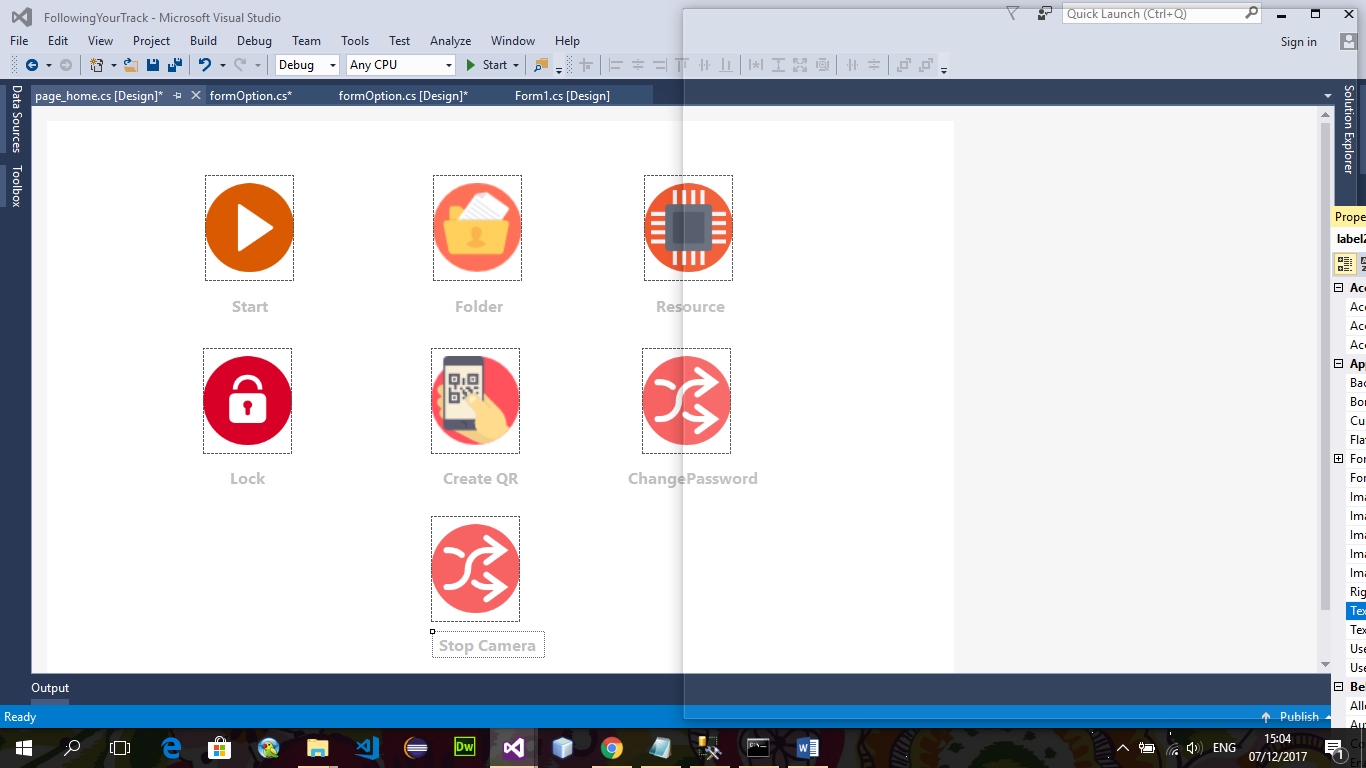 FollowingYourTrack - Microsoft Visual Studio
Quick Launch (Ctrl+Q)
File Edit View Project Build Debug Team Tools Test Analyze Window Help
Sign in
Debug Any CPU Start
page_home.cs [Design]* formOption.cs* formOption.cs [Design]* Form1.cs [Design]
Data Sources
Toolbox
Solution Explorer
Start Folder Resource
Lock Create QR ChangePassword
Stop Camera
Prope
label2
Acc
Acc
Acc
Acc
App
Bac
Bor
Cu
Fla
For
For
Ima
Ima
Ima
Ima
Ima
Rig
Tex
Tex
Use
Use
Be
All
Au
Output
Ready
Publish
Dw
ENG
15:04
07/12/2017
1